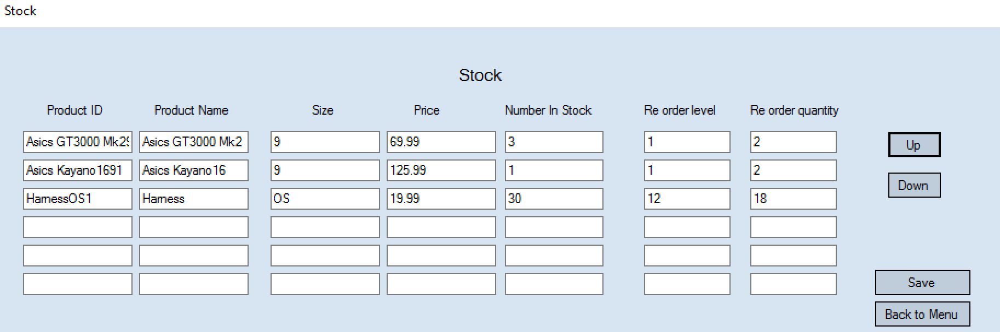 Stock
Stock
Product ID Product Name Size Price Number In Stock Re order level Re order quantity
Asics GT3000 Mk29 Asics GT3000 Mk2 9 69.99 3 1 2 Up
Asics Kayano1691 Asics Kayano16 9 125.99 1 1 2
Down
HarnessOS1 Harness OS 19.99 30 12 18
Save
Back to Menu